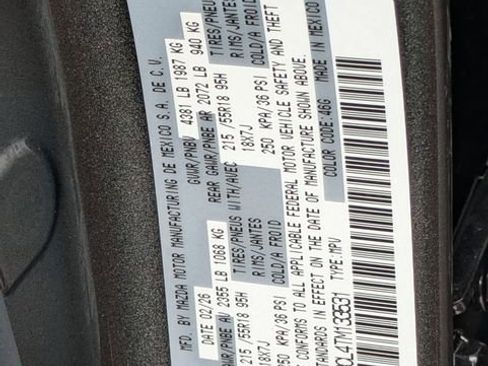 MFD. BY MAZDA MOTOR MANUFACTURING DE MEXICO S.A. DE C.V.
DATE 02/26 GVWR/PNBV 4381 LB 1987 KG
GAWR/PNBE AV 2355 LB 1068 KG REAR GAWR/PNBE AR 2072 LB 940 KG
215 /55R18 95H TIRES/PNEUS WITH/AVEC 215 /55R18 95H TIRES/PNEU
18X7J RIMS/JANTES 18X7J RIMS/JANTES
250 KPA/36 PSI COLD/A FROID 250 KPA/36 PSI COLD/A FROID
CONFORMS TO ALL APPLICABLE FEDERAL MOTOR VEHICLE SAFETY AND THEFT
STANDARDS IN EFFECT ON THE DATE OF MANUFACTURE SHOWN ABOVE.
CL4TM139531 TYPE:MPV COLOR CODE:46G MADE IN MEXICO